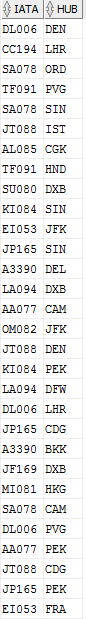 IATA HUB
DL006 DEN
CC194 LHR
SA078 ORD
TF091 PVG
SA078 SIN
JT088 IST
AL085 CGK
TF091 HND
SU080 DXB
KI084 SIN
EI053 JFK
JP165 SIN
A3390 DEL
LA094 DXB
AA077 CAM
OM082 JFK
JT088 DEN
KI084 PEK
LA094 DFW
DL006 LHR
JP165 CDG
A3390 BKK
JF169 DXB
MI081 HKG
SA078 CAM
DL006 PVG
AA077 PEK
JT088 CDG
JP165 PEK
EI053 FRA